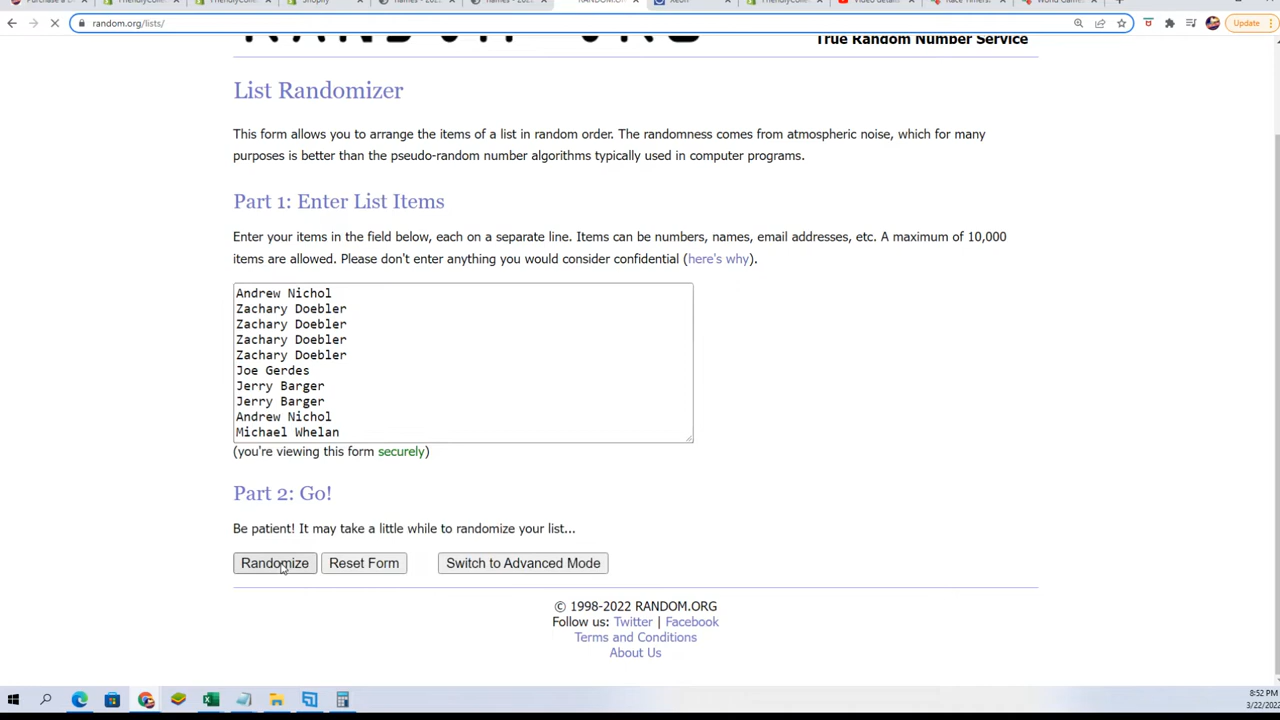 random.org/lists/
Update
True Random Number Service
List Randomizer
This form allows you to arrange the items of a list in random order. The randomness comes from atmospheric noise, which for many
purposes is better than the pseudo-random number algorithms typically used in computer programs.
Part 1: Enter List Items
Enter your items in the field below, each on a separate line. Items can be numbers, names, email addresses, etc. A maximum of 10,000
items are allowed. Please don't enter anything you would consider confidential (here's why).
Andrew Nichol
Zachary Doebler
Zachary Doebler
Zachary Doebler
Zachary Doebler
Joe Gerdes
Jerry Barger
Jerry Barger
Andrew Nichol
Michael Whelan
(you're viewing this form securely)
Part 2: Go!
Be patient! It may take a little while to randomize your list...
Randomize Reset Form Switch to Advanced Mode
© 1998-2022 RANDOM.ORG
Follow us: Twitter | Facebook
Terms and Conditions
About Us
8:52 PM